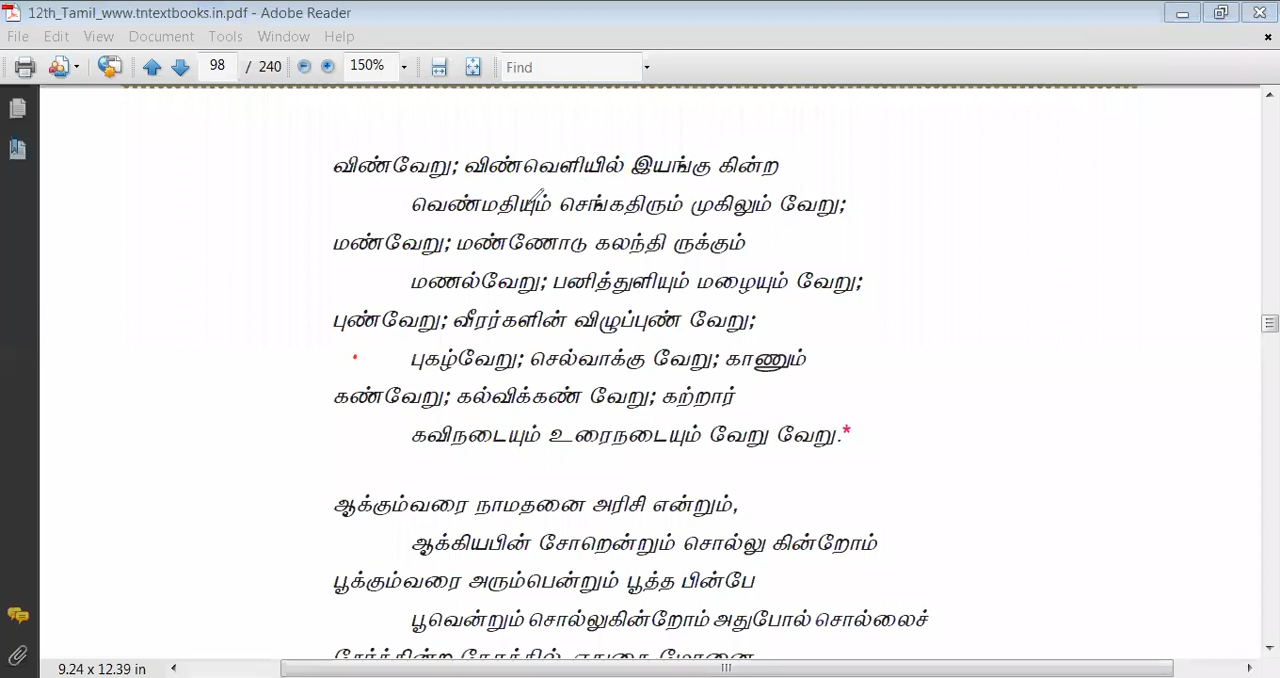 12th_Tamil_www.tntextbooks.in.pdf - Adobe Reader
File Edit View Document Tools Window Help
98 / 240 150% Find
விண்வேறு; விண்வெளியில் இயங்கு கின்ற
வெண்மதியும் செங்கதிரும் முகிலும் வேறு;
மண்வேறு; மண்ணோடு கலந்தி ருக்கும்
மணல்வேறு; பனித்துளியும் மழையும் வேறு;
புண்வேறு; வீரர்களின் விழுப்புண் வேறு;
புகழ்வேறு; செல்வாக்கு வேறு; காணும்
கண்வேறு; கல்விக்கண் வேறு; கற்றார்
கவிநடையும் உரைநடையும் வேறு வேறு.*
ஆக்கும்வரை நாமதனை அரிசி என்றும்,
ஆக்கியபின் சோறென்றும் சொல்லு கின்றோம்
பூக்கும்வரை அரும்பென்றும் பூத்த பின்பே
பூவென்றும் சொல்லுகின்றோம் அதுபோல் சொல்லைச்
9.24 x 12.39 in